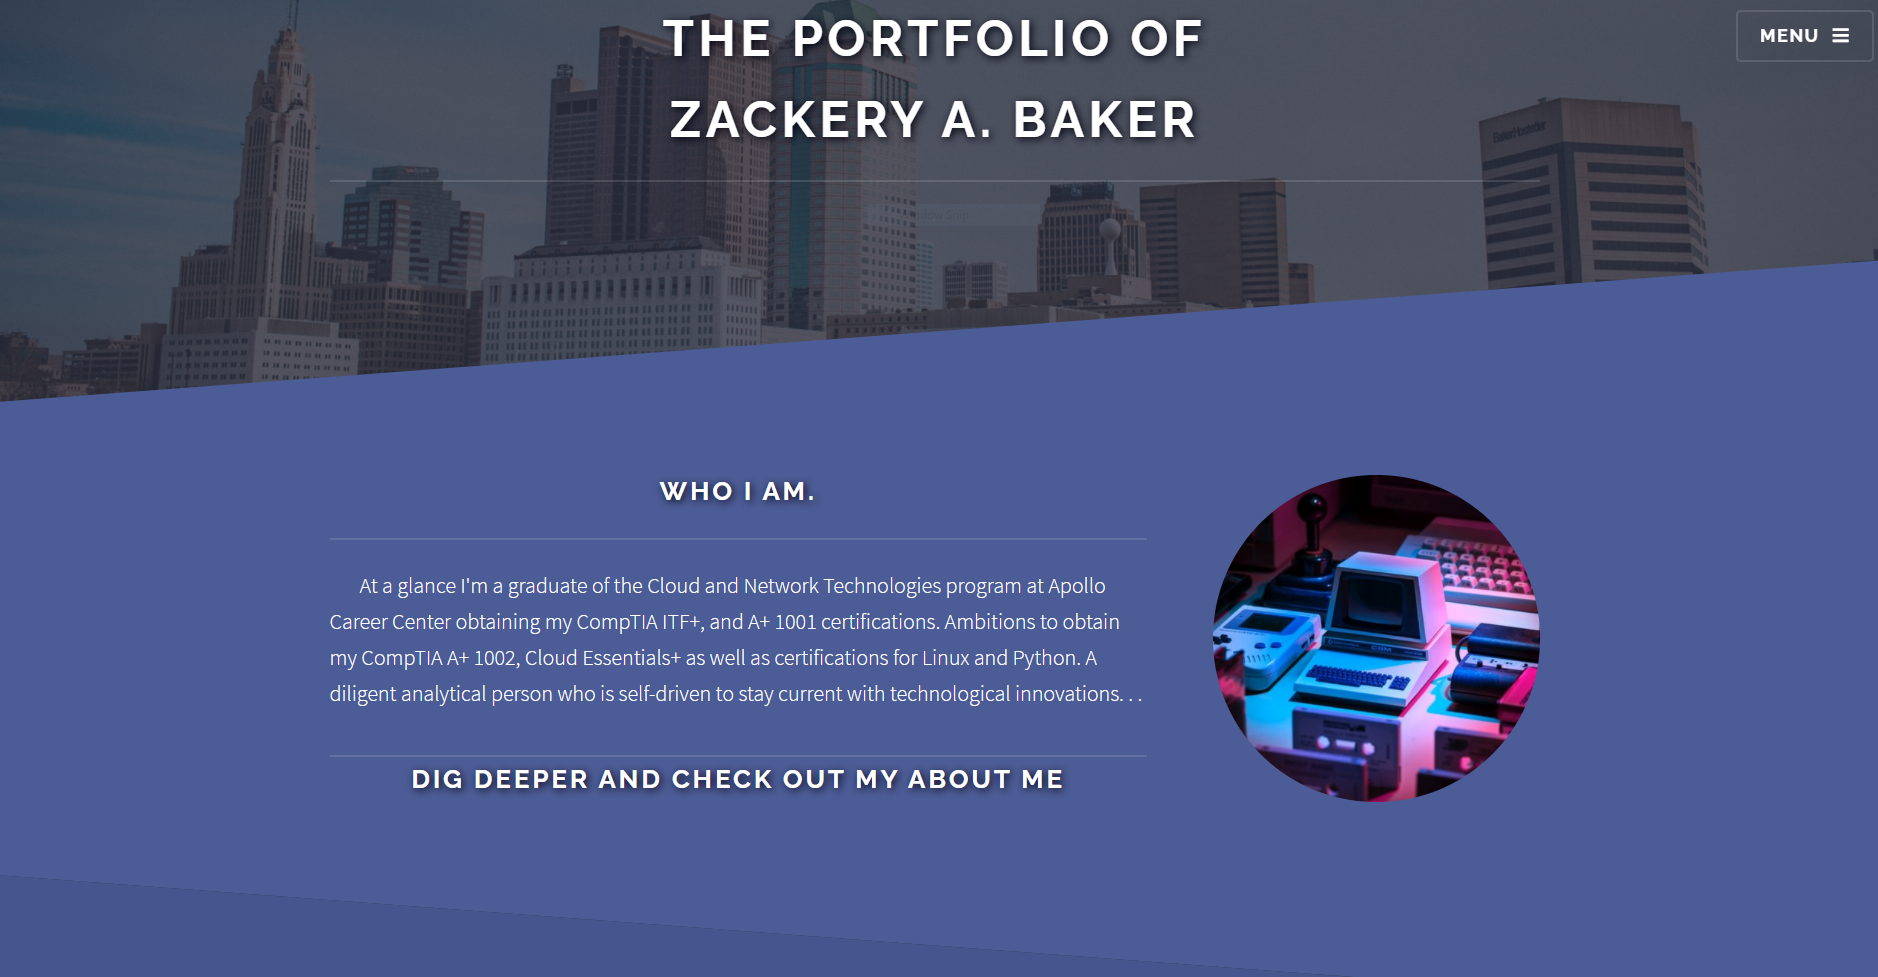 THE PORTFOLIO OF
MENU
ZACKERY A. BAKER
BakerHostetler
WHO I AM.
At a glance I'm a graduate of the Cloud and Network Technologies program at Apollo
Career Center obtaining my CompTIA ITF+, and A+ 1001 certifications. Ambitions to obtain
my CompTIA A+ 1002, Cloud Essentials+ as well as certifications for Linux and Python. A
diligent analytical person who is self-driven to stay current with technological innovations. . .
CBM
DIG DEEPER AND CHECK OUT MY ABOUT ME